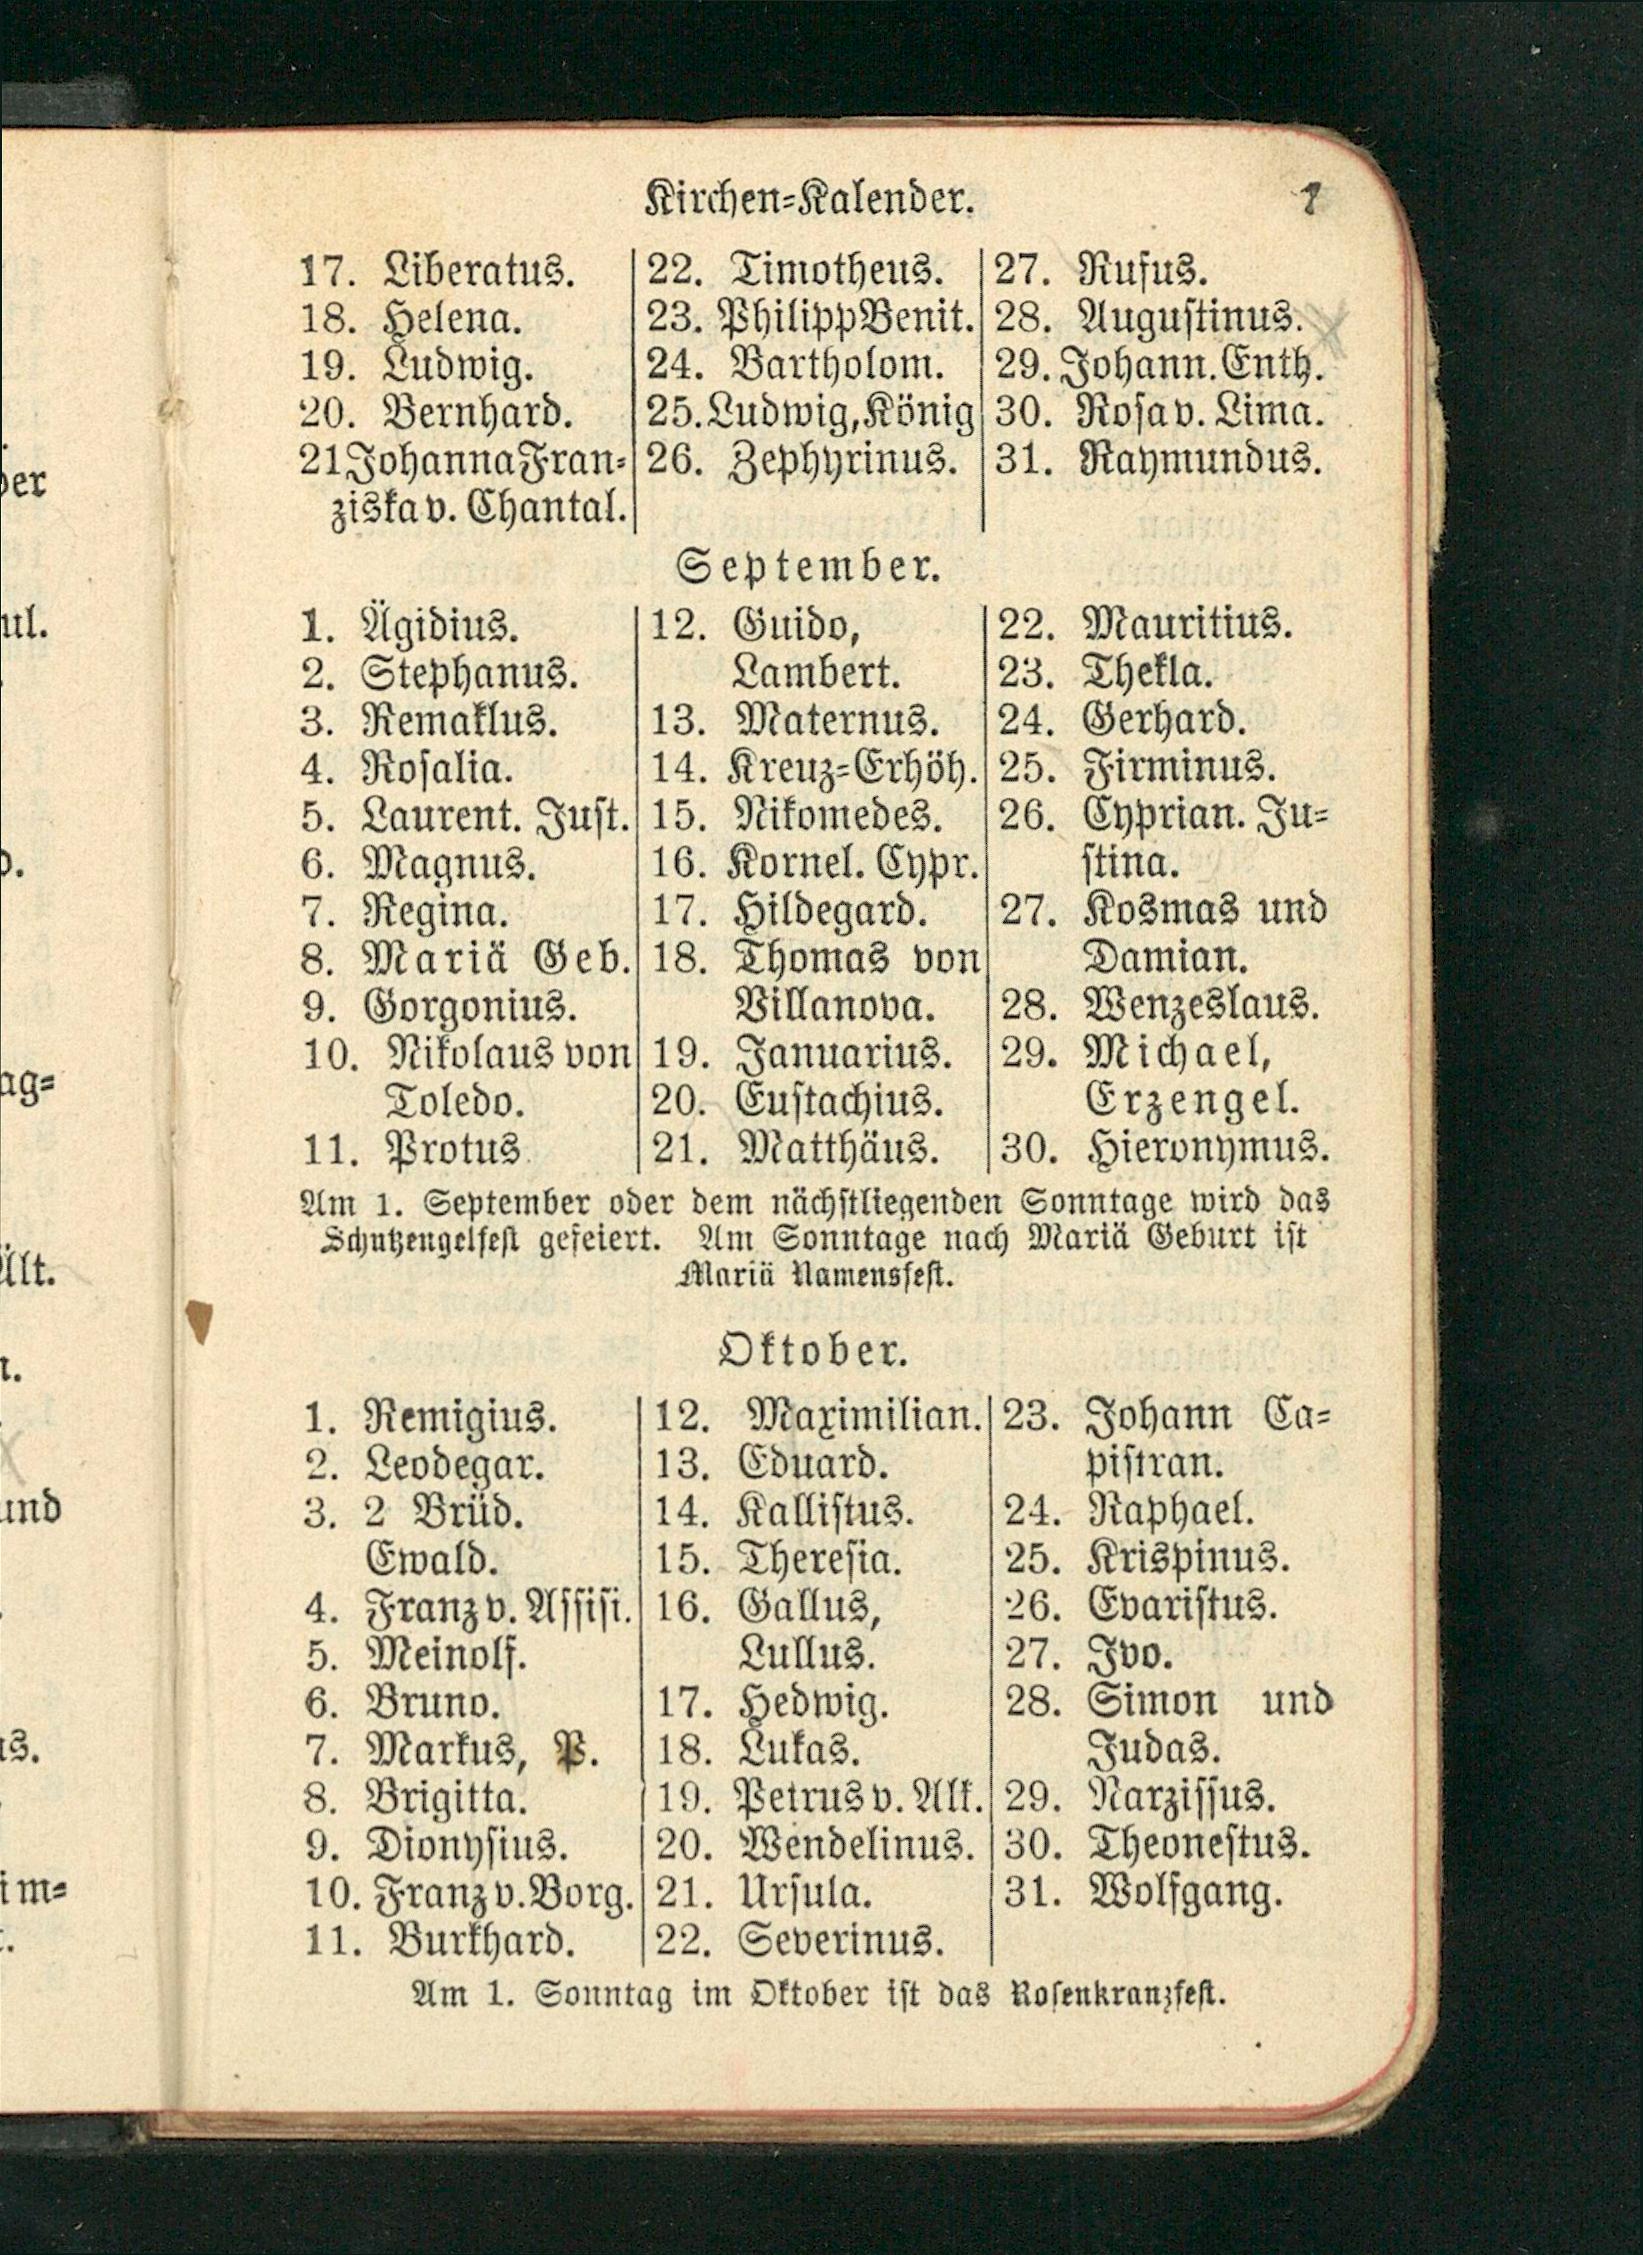 Kirchen-Kalender.
17. Liberatus.
18. Helena.
19. Ludwig.
20. Bernhard.
21 Johanna Fran-
ziska v. Chantal.
22. Timotheus.
23. Philipp Benit.
24. Bartholom.
25. Ludwig, König
26. Zephyrinus.
27. Rufus.
28. Augustinus.
29. Johann. Enth.
30. Rosa v. Lima.
31. Raymundus.
September.
1. Ägidius.
2. Stephanus.
3. Remaklus.
4. Rosalia.
5. Laurent. Just.
6. Magnus.
7. Regina.
8. Mariä Geb.
9. Gorgonius.
10. Nikolaus von
Toledo.
11. Protus
12. Guido,
Lambert.
13. Maternus.
14. Kreuz-Erhöh.
15. Nikomedes.
16. Kornel. Cypr.
17. Hildegard.
18. Thomas von
Villanova.
19. Januarius.
20. Eustachius.
21. Matthäus.
22. Mauritius.
23. Thekla.
24. Gerhard.
25. Firminus.
26. Cyprian. Ju-
stina.
27. Kosmas und
Damian.
28. Wenzeslaus.
29. Michael,
Erzengel.
30. Hieronymus.
Am 1. September oder dem nächstliegenden Sonntage wird das
Schutzengelfest gefeiert. Am Sonntage nach Mariä Geburt ist
Mariä Namensfest.
Oktober.
1. Remigius.
2. Leodegar.
3. 2 Brüd.
Ewald.
4. Franz v. Assisi.
5. Meinolf.
6. Bruno.
7. Markus, P.
8. Brigitta.
9. Dionysius.
10. Franz v. Borg.
11. Burkhard.
12. Maximilian.
13. Eduard.
14. Kallistus.
15. Theresia.
16. Gallus,
Lullus.
17. Hedwig.
18. Lukas.
19. Petrus v. Alk.
20. Wendelinus.
21. Ursula.
22. Severinus.
23. Johann Ca-
pistran.
24. Raphael.
25. Krispinus.
26. Evaristus.
27. Ivo.
28. Simon und
Judas.
29. Narzissus.
30. Theonestus.
31. Wolfgang.
Am 1. Sonntag im Oktober ist das Rosenkranzfest.